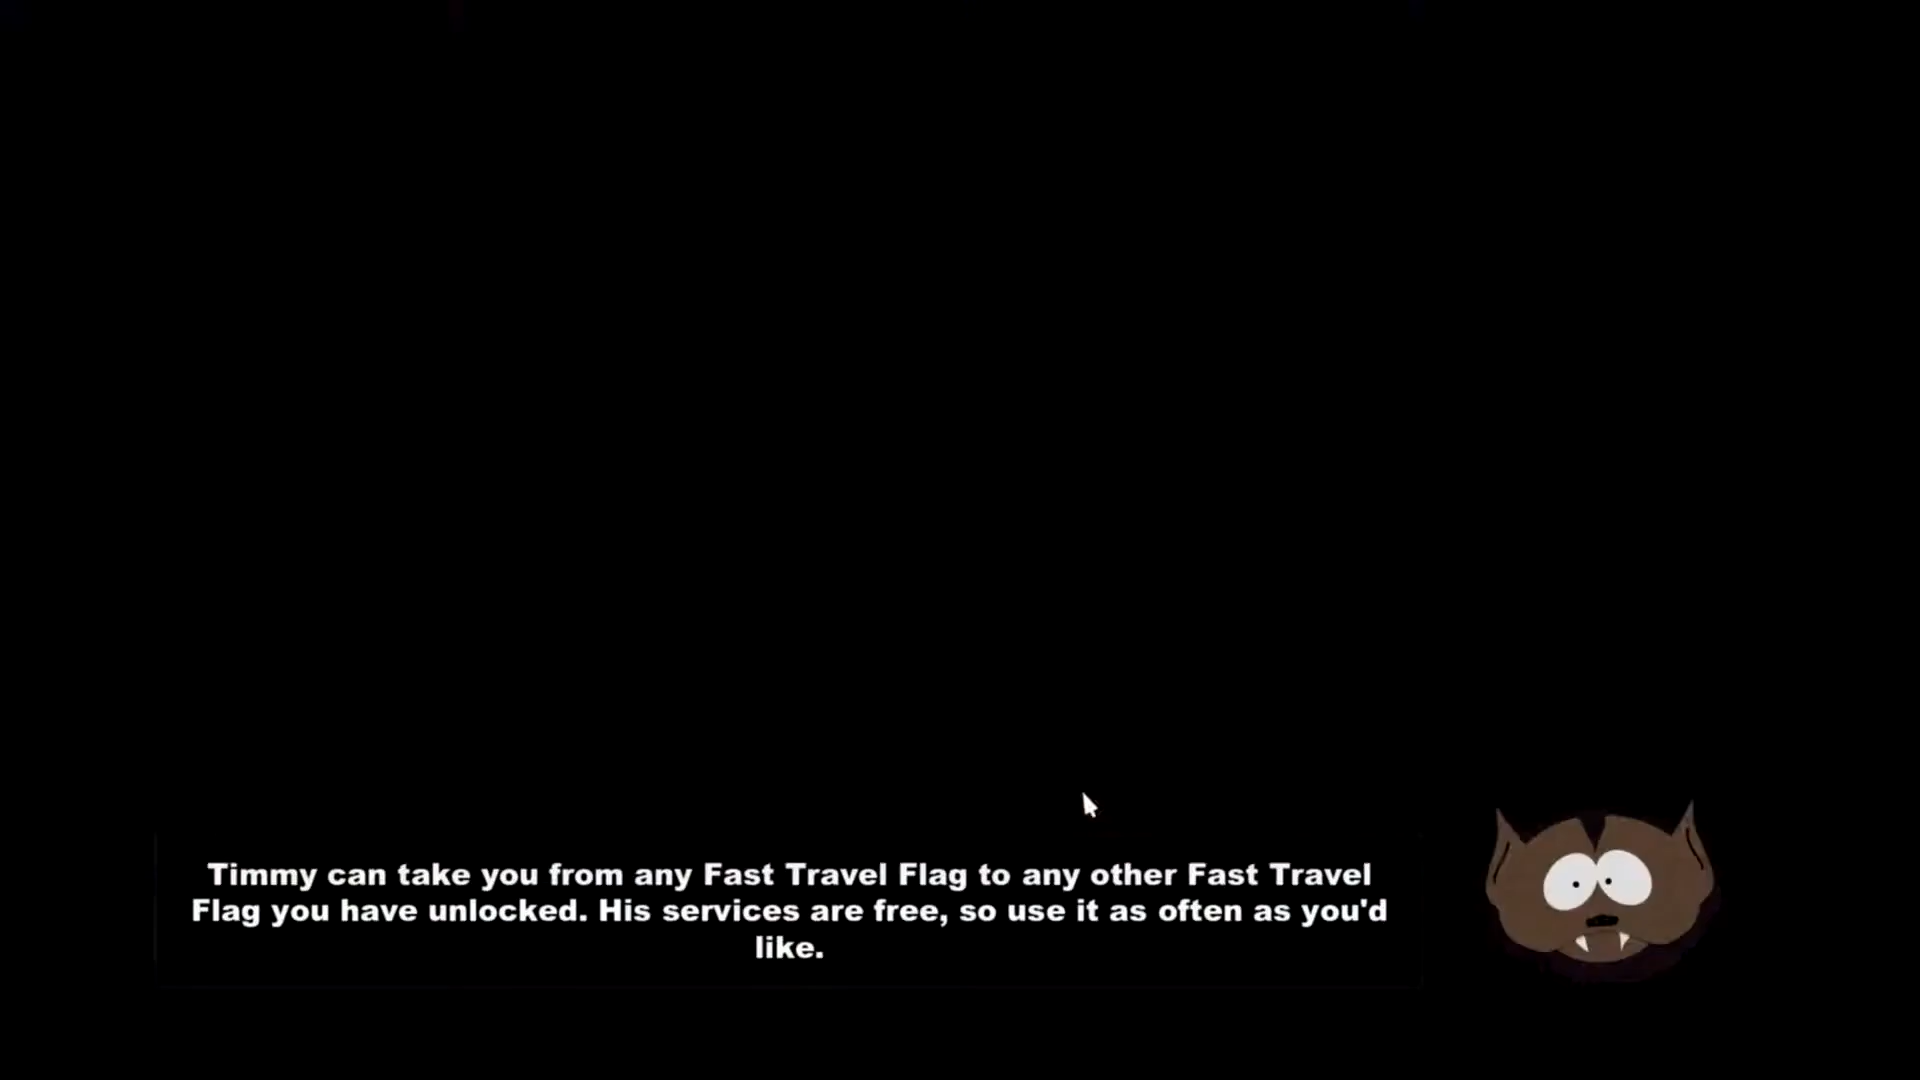 Timmy can take you from any Fast Travel Flag to any other Fast Travel
Flag you have unlocked. His services are free, so use it as often as you'd
like.